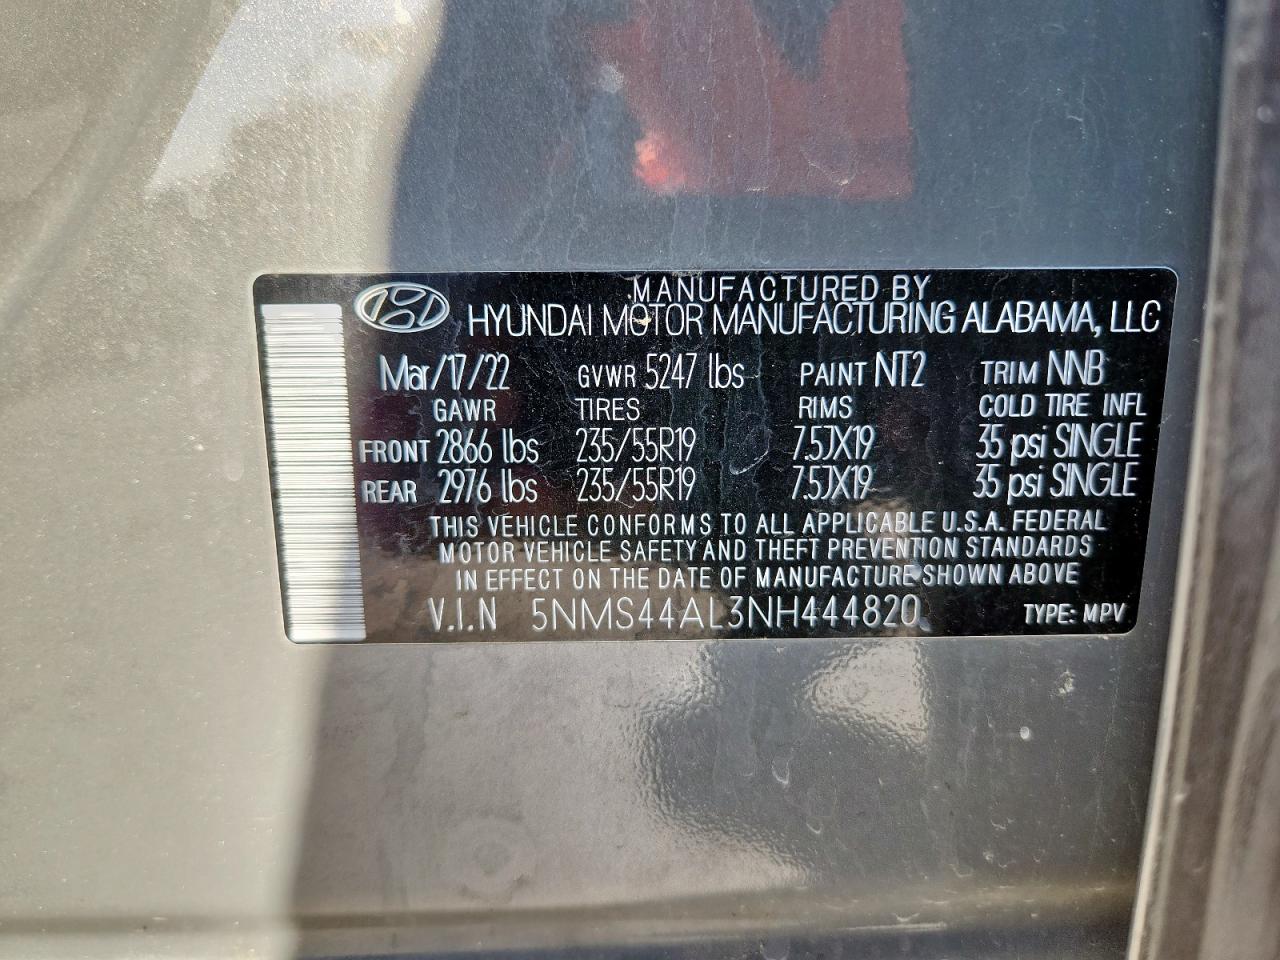 MANUFACTURED BY
HYUNDAI MOTOR MANUFACTURING ALABAMA, LLC
Mar/17/22 GVWR 5247 lbs PAINT NT2 TRIM NNB
GAWR TIRES RIMS COLD TIRE INFL
FRONT 2866 lbs 235/55R19 7.5JX19 35 psi SINGLE
REAR 2976 lbs 235/55R19 7.5JX19 35 psi SINGLE
THIS VEHICLE CONFORMS TO ALL APPLICABLE U.S.A. FEDERAL
MOTOR VEHICLE SAFETY AND THEFT PREVENTION STANDARDS
IN EFFECT ON THE DATE OF MANUFACTURE SHOWN ABOVE
V.I.N 5NMS44AL3NH444820 TYPE: MPV